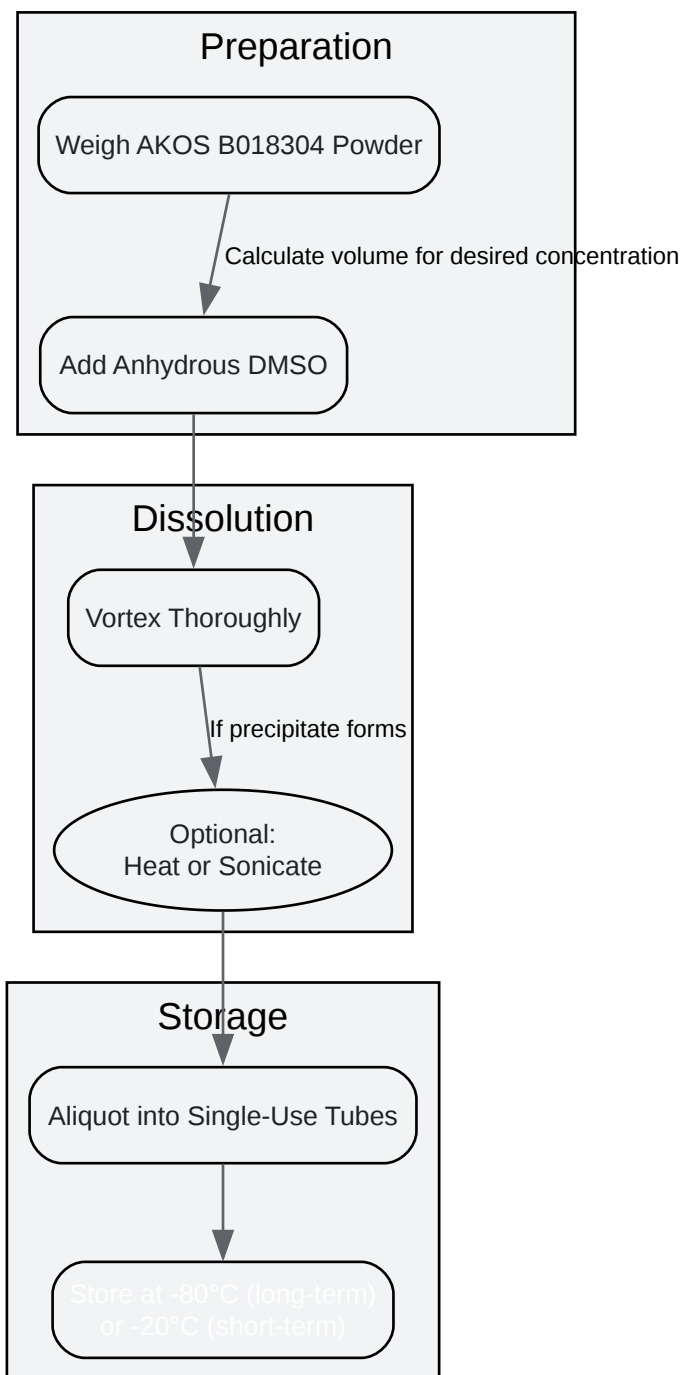 Preparation
Weigh AKOS B018304 Powder
Calculate volume for desired concentration
Add Anhydrous DMSO
Dissolution
Vortex Thoroughly
If precipitate forms
Optional:
Heat or Sonicate
Storage
Aliquot into Single-Use Tubes
Store at -80°C (long-term)
or -20°C (short-term)